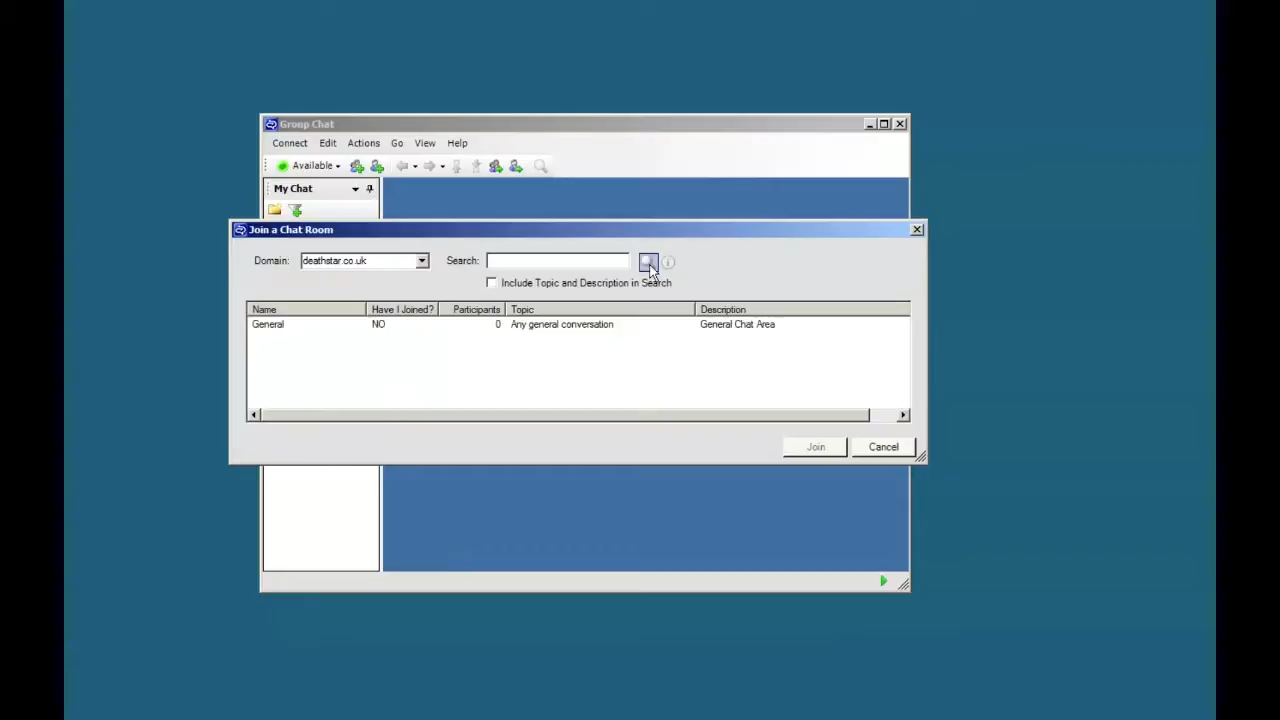 Group Chat
Connect Edit Actions Go View Help
Available
My Chat
Join a Chat Room
Domain: deathstar.co.uk Search:
Include Topic and Description in Search
Name Have I Joined? Participants Topic Description
General NO 0 Any general conversation General Chat Area
Join Cancel